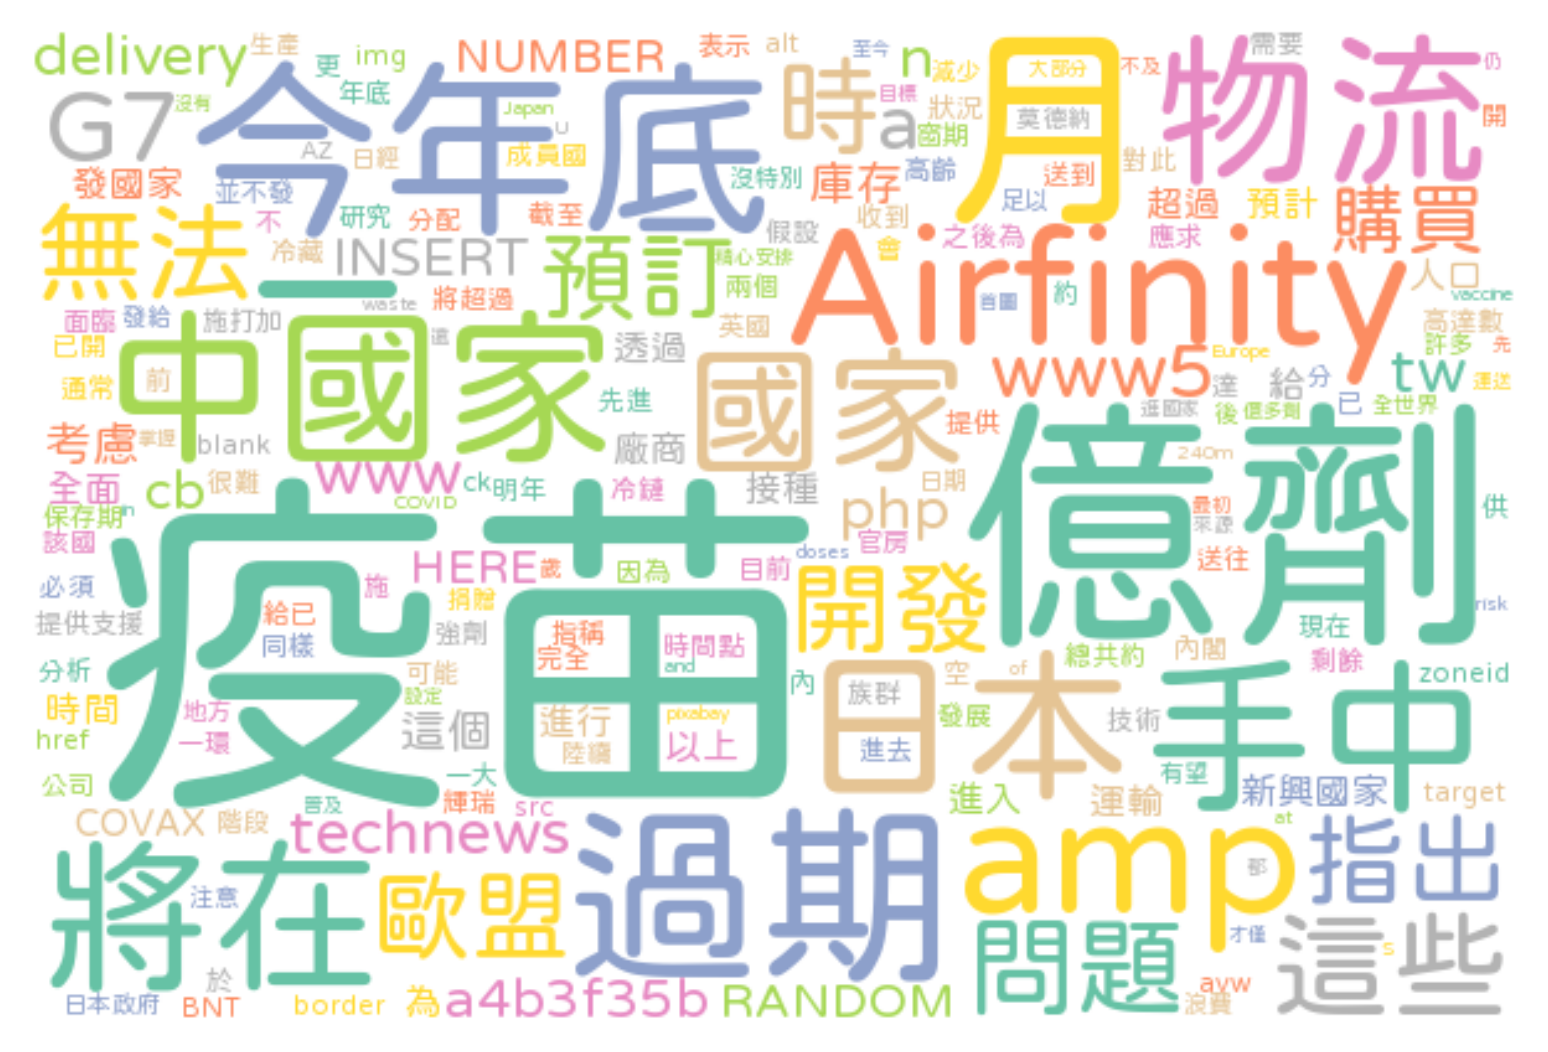 delivery
生產
更
img
NUMBER
表示
alt
至今
n
減少
大部分
不及
物流
需要
仍
G7
沒有
今年底
年底
Japan
U
時
a
目標
狀況
月
莫德納
開
AZ
日經
成員國
菌期
對此
發國家
並不發
沒特別
庫存
高齡
送到
足以
超過
預計
購買
無法
不
研究
分配
截至
假設
收到
之後為
應求
冷藏
INSERT
預訂
精心安排
會
Airfinity
人口
一
waste
將超過
兩個
首圖
約
vaccine
面臨
發給
施打加
還
英國
高達數
已開
中國家
透過
國家
Europe
許多
先
通常
前
先進
www5
達
給
分
tw
運送
考慮
掌握
blank
提供
逛國家
後
億多劑
已
全世界
廠商
億劑
240m
全面
cb
很難
www
COVID
ck
明年
冷鏈
接種
php
日期
最初
來源
供
保存期
in
該國
疫苗
HERE
歲
因為
目前
doses
官房
送往
必須
施
捐贈
開發
risk
提供支援
給已
同樣
強劑
指稱
完全
時間點
and
現在
總共約
內閣
剩餘
分析
可能
設定
內
族群
空
of
日本
手中
zoneid
時間
地方
一環
這個
進行
陸續
pixabay
以上
進去
發展
技術
href
公司
一大
有望
新興國家
target
COVAX
階段
普及
輝瑞
src
進入
運輸
at
technews
過期
amp
都
指出
將在
注意
歐盟
問題
才僅
這些
s
於
avw
日本政府
BNT
border
為
a4b3f35b
RANDOM
浪費